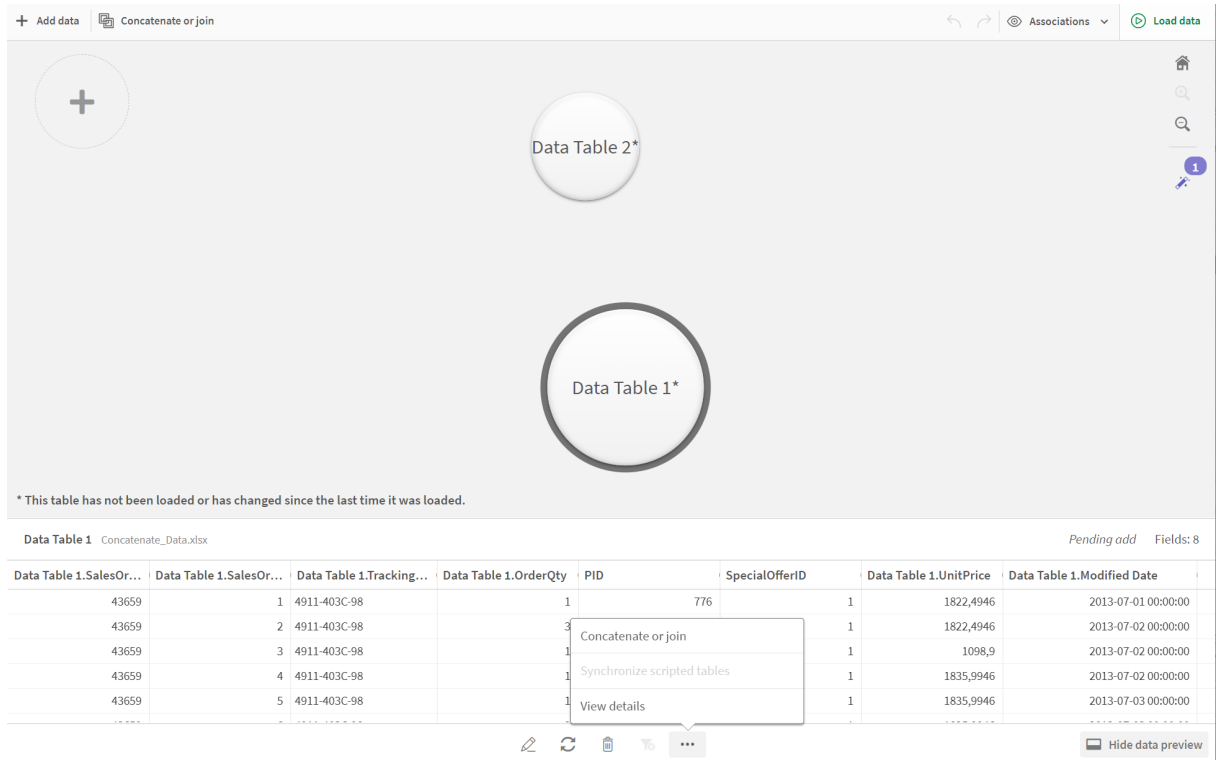 Add data Concatenate or join Associations Load data
1
Data Table 2*
Data Table 1*
* This table has not been loaded or has changed since the last time it was loaded.
Data Table 1 Concatenate_Data.xlsx Pending add Fields: 8
Data Table 1.SalesOr... Data Table 1.SalesOr... Data Table 1.Tracking... Data Table 1.OrderQty PID SpecialOfferID Data Table 1.UnitPrice Data Table 1.Modified Date
43659 1 4911-403C-98 1 776 1 1822,4946 2013-07-01 00:00:00
43659 2 4911-403C-98 3 1 1822,4946 2013-07-02 00:00:00
43659 3 4911-403C-98 1 1 1098,9 2013-07-02 00:00:00
43659 4 4911-403C-98 1 1 1835,9946 2013-07-02 00:00:00
43659 5 4911-403C-98 1 1 1835,9946 2013-07-03 00:00:00
Concatenate or join
Synchronize scripted tables
View details
Hide data preview